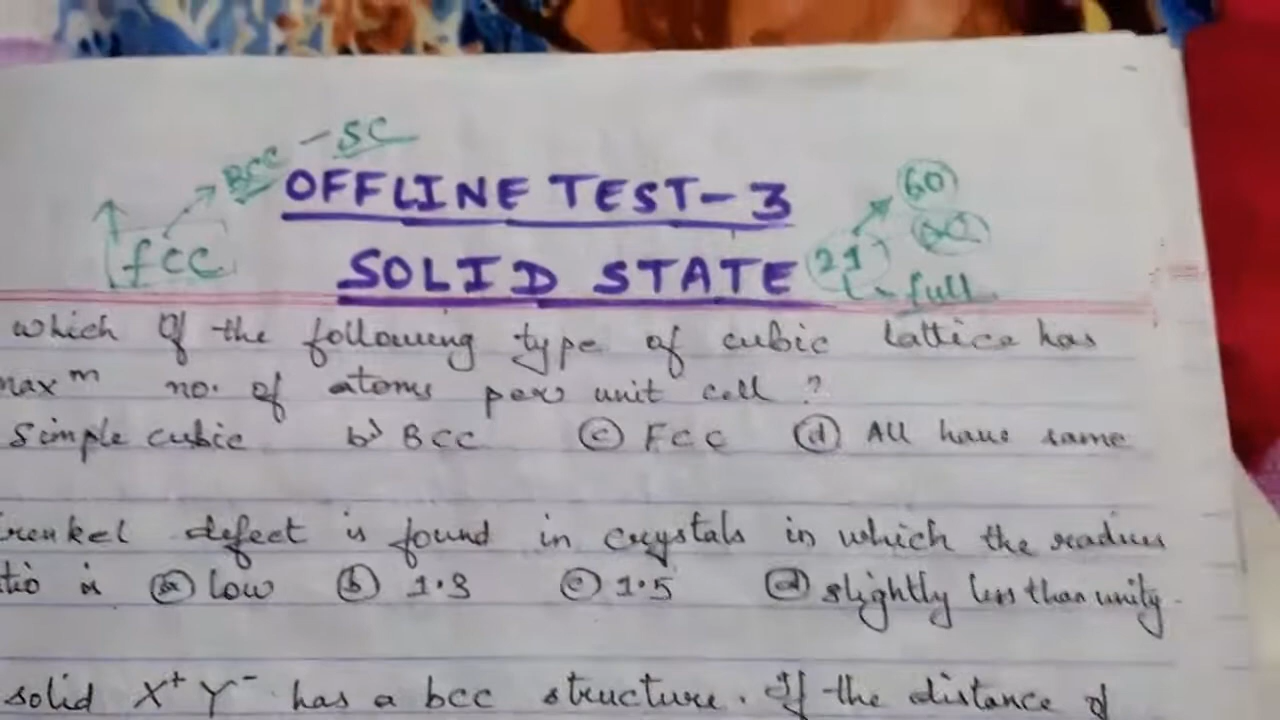 BCC - SC
OFFLINE TEST-3
60
fcc
SOLID STATE
21
full
which of the following type of cubic lattice has
max^m no. of atoms per unit cell ?
Simple cubic b) BCC (c) FCC (d) All have same
Frenkel defect is found in crystals in which the radius
tio is (a) low (b) 1.3 (c) 1.5 (d) slightly less than unity.
solid X⁺ Y⁻ has a bcc structure. If the distance of